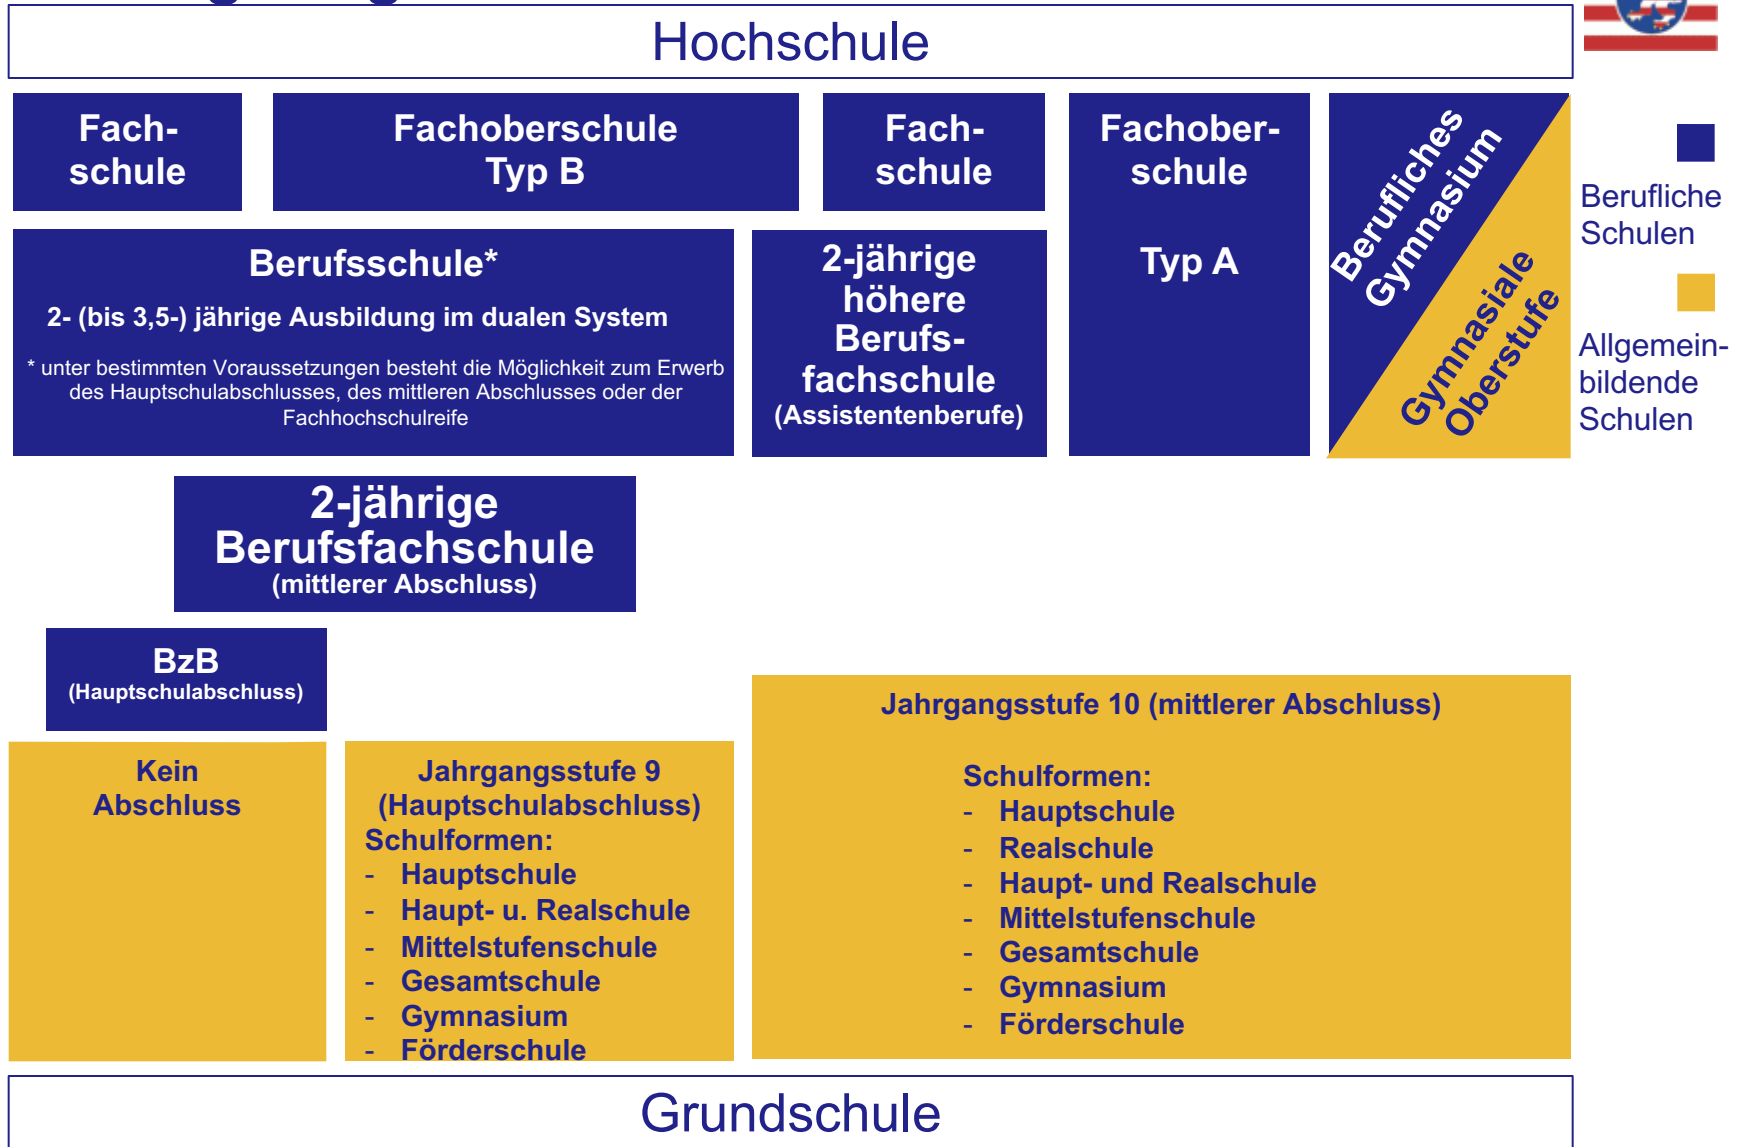 Hochschule
Fach-
schule
Fachoberschule
Typ B
Fach-
schule
Fachober-
schule
Typ A
Berufliches
Gymnasium
Gymnasiale
Oberstufe
Berufliche
Schulen
Allgemein-
bildende
Schulen
Berufsschule*
2- (bis 3,5-) jährige Ausbildung im dualen System
* unter bestimmten Voraussetzungen besteht die Möglichkeit zum Erwerb
des Hauptschulabschlusses, des mittleren Abschlusses oder der
Fachhochschulreife
2-jährige
höhere
Berufs-
fachschule
(Assistentenberufe)
2-jährige
Berufsfachschule
(mittlerer Abschluss)
BzB
(Hauptschulabschluss)
Kein
Abschluss
Jahrgangsstufe 9
(Hauptschulabschluss)
Schulformen:
- Hauptschule
- Haupt- u. Realschule
- Mittelstufenschule
- Gesamtschule
- Gymnasium
- Förderschule
Jahrgangsstufe 10 (mittlerer Abschluss)
Schulformen:
- Hauptschule
- Realschule
- Haupt- und Realschule
- Mittelstufenschule
- Gesamtschule
- Gymnasium
- Förderschule
Grundschule